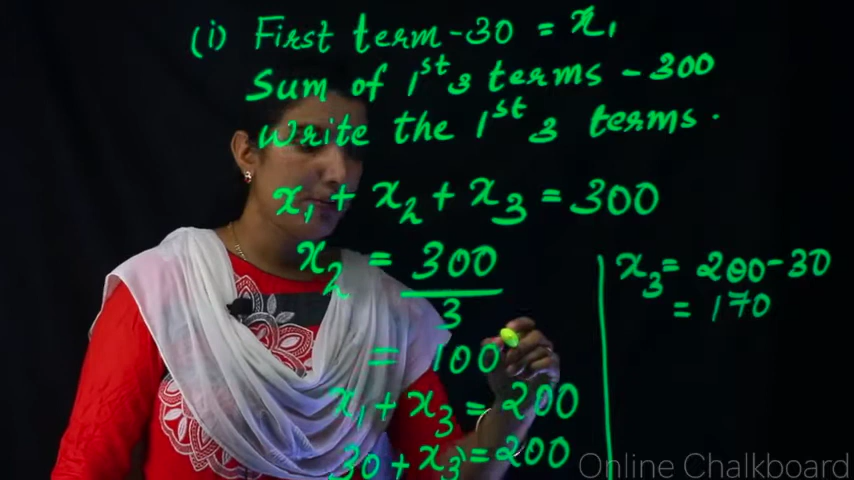 (i) First term - 30 = x₁
Sum of 1ˢᵗ 3 terms - 300
Write the 1ˢᵗ 3 terms.
x₁ + x₂ + x₃ = 300
x₂ = 300
3
= 100
x₁ + x₃ = 200
30 + x₃ = 200
x₃ = 200 - 30
= 170
Online Chalkboard